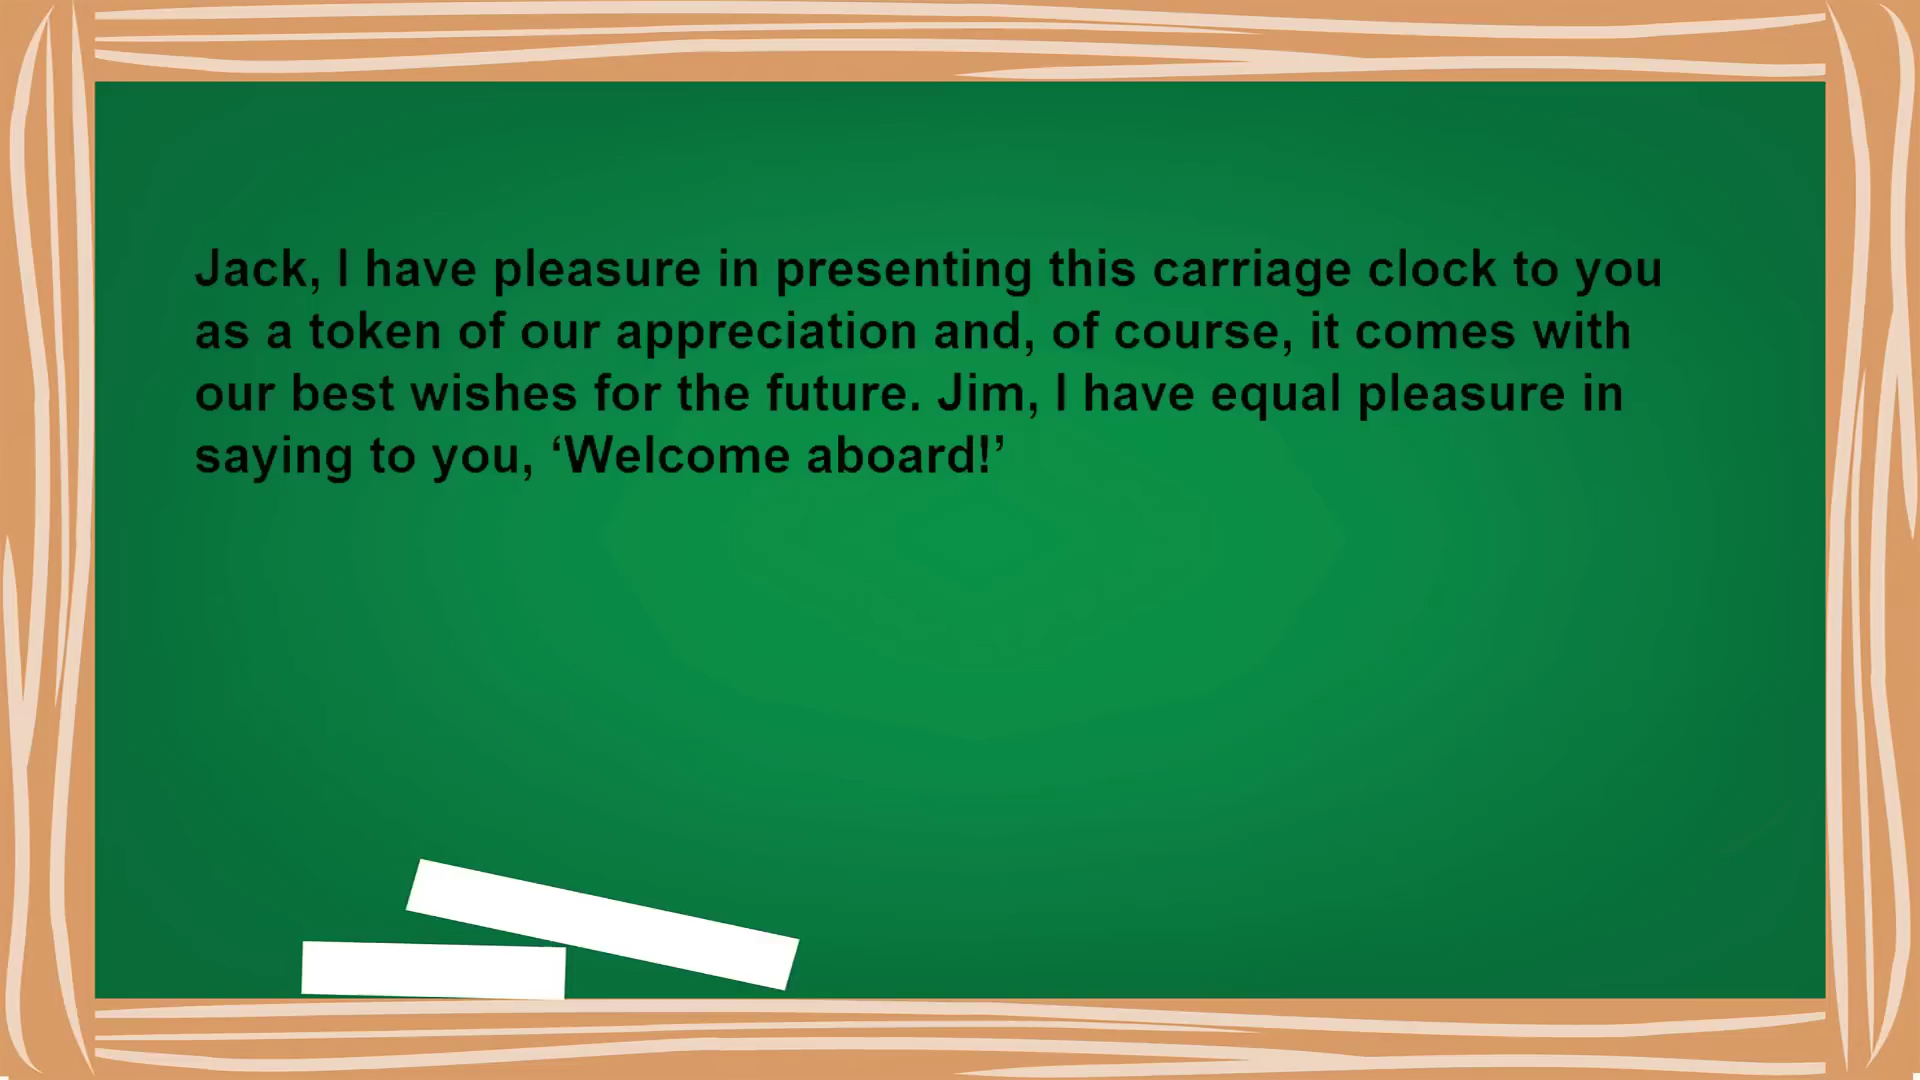 Jack, I have pleasure in presenting this carriage clock to you
as a token of our appreciation and, of course, it comes with
our best wishes for the future. Jim, I have equal pleasure in
saying to you, ‘Welcome aboard!’